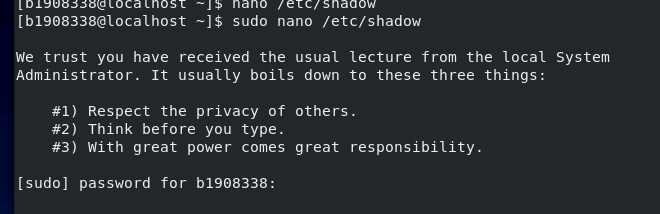 [b1908338@localhost ~]$ nano /etc/shadow
[b1908338@localhost ~]$ sudo nano /etc/shadow
We trust you have received the usual lecture from the local System
Administrator. It usually boils down to these three things:
#1) Respect the privacy of others.
#2) Think before you type.
#3) With great power comes great responsibility.
[sudo] password for b1908338: